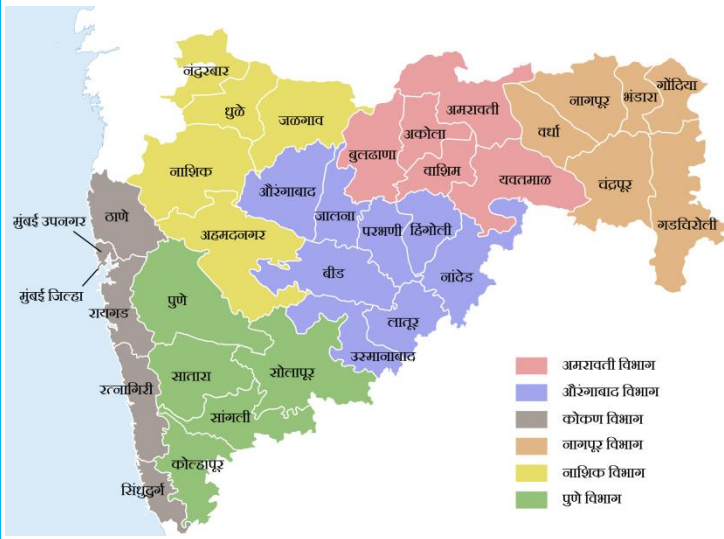 नंदुरबार
धुळे
जळगाव
नाशिक
अहमदनगर
औरंगाबाद
जालना
परभणी
हिंगोली
बीड
नांदेड
लातूर
उस्मानाबाद
बुलढाणा
अकोला
अमरावती
वाशिम
यवतमाळ
वर्धा
नागपूर
भंडारा
गोंदिया
चंद्रपूर
गडचिरोली
ठाणे
मुंबई उपनगर
मुंबई जिल्हा
रायगड
रत्नागिरी
सिंधुदुर्ग
पुणे
सातारा
सोलापूर
सांगली
कोल्हापूर
अमरावती विभाग
औरंगाबाद विभाग
कोकण विभाग
नागपूर विभाग
नाशिक विभाग
पुणे विभाग